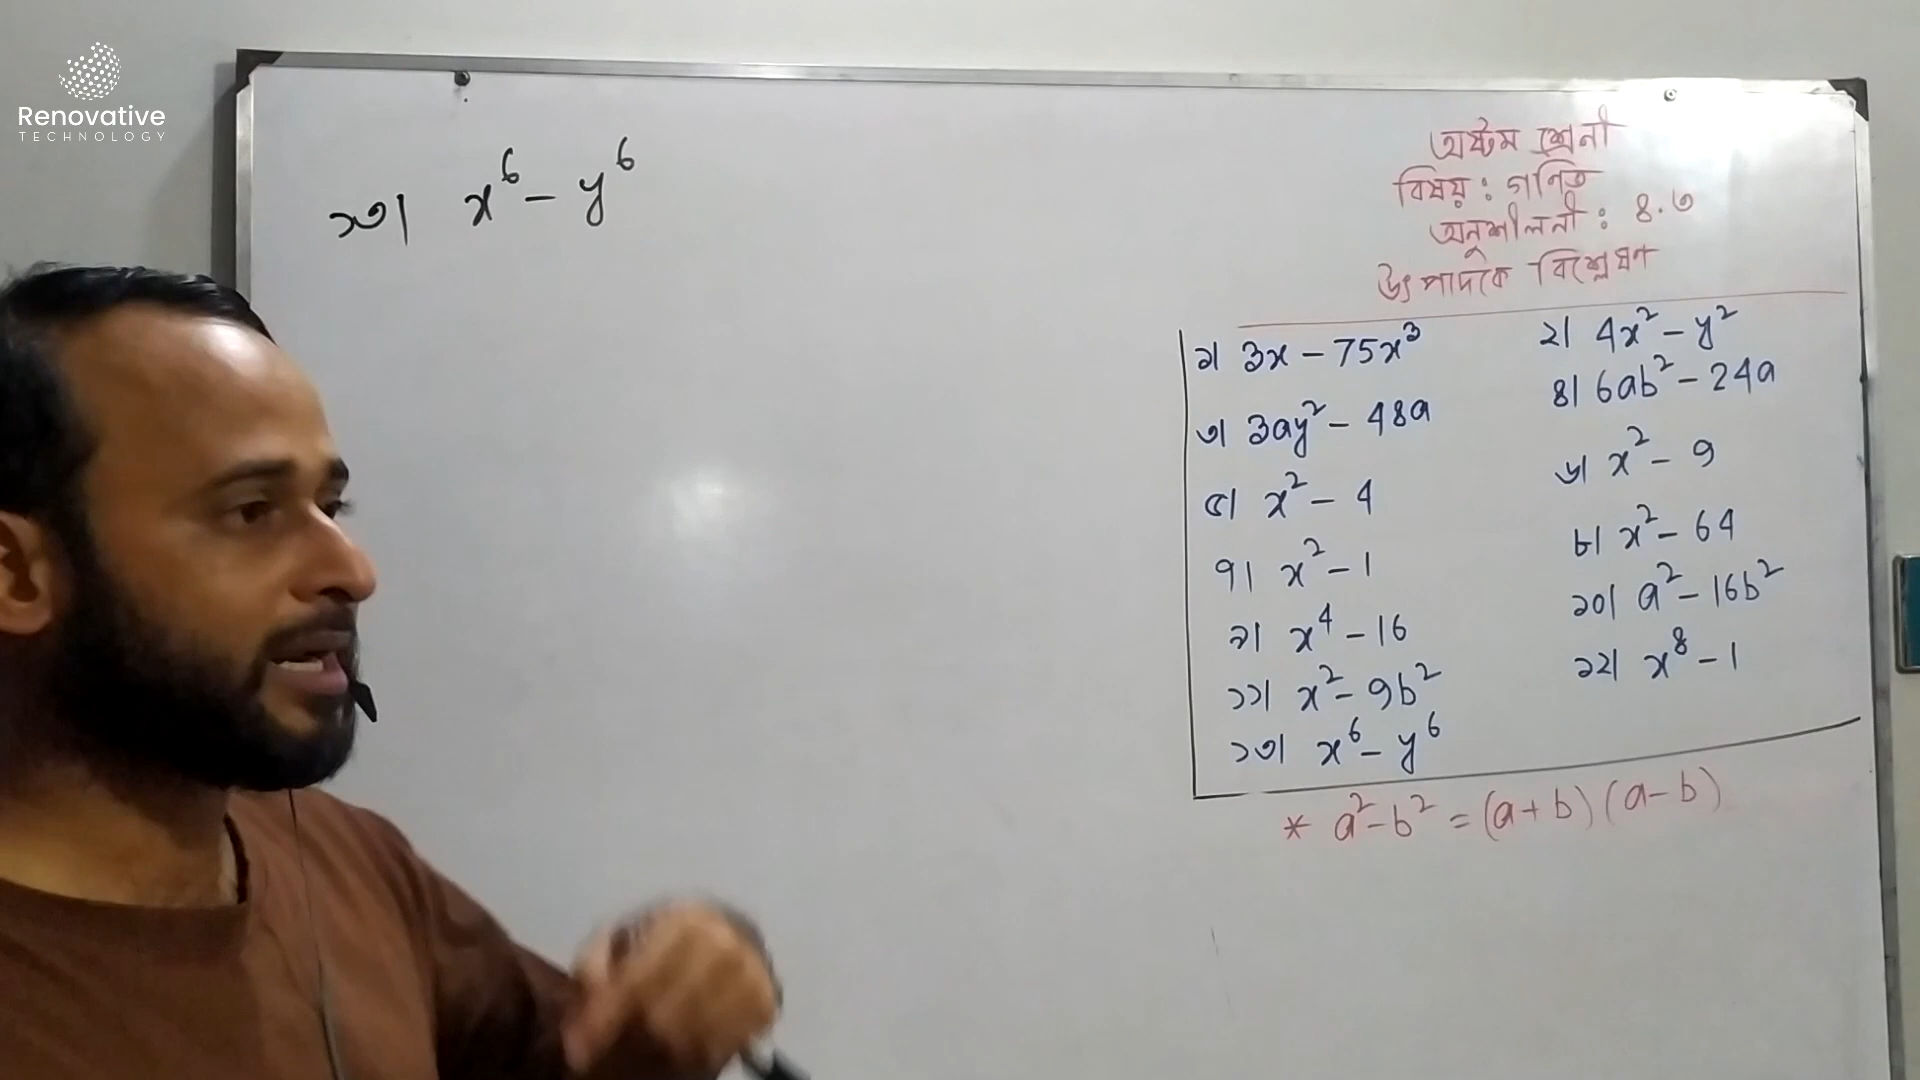 Renovative
TECHNOLOGY
১৩। x⁶ - y⁶
অষ্টম শ্রেনী
বিষয়: গনিত
অনুশীলনী: ৪.৩
উৎপাদকে বিশ্লেষণ
১। 3x - 75x³ ২। 4x² - y²
৩। 3ay² - 48a ৪। 6ab² - 24a
৫। x² - 4 ৬। x² - 9
৭। x² - 1 ৮। x² - 64
৯। x⁴ - 16 ১০। a² - 16b²
১১। x² - 9b² ১২। x⁸ - 1
১৩। x⁶ - y⁶
* a² - b² = (a + b) (a - b)